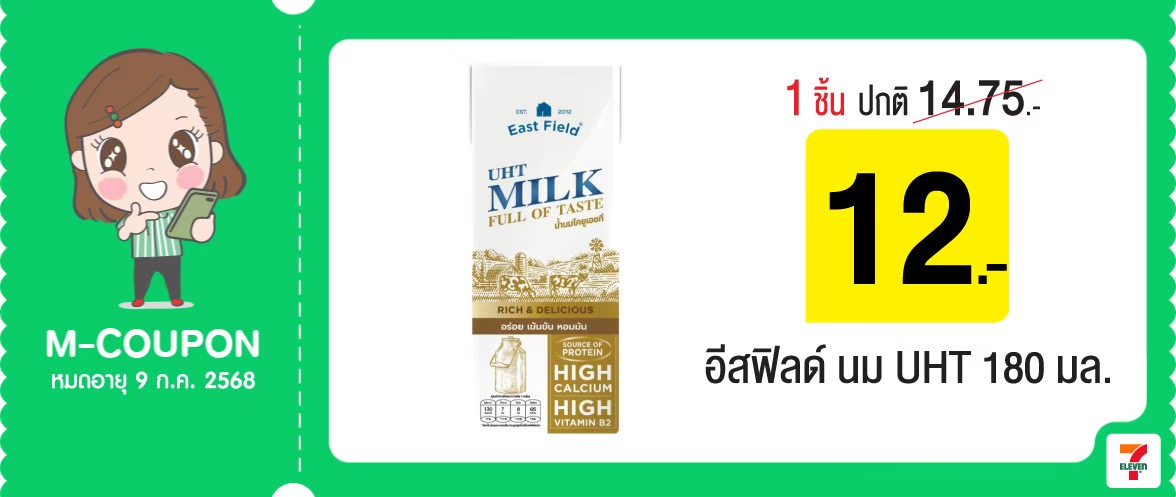 M-COUPON
หมดอายุ 9 ก.ค. 2568
EST. 2012
East Field®
UHT
MILK
FULL OF TASTE
น้ำนมโคยูเอชที
RICH & DELICIOUS
อร่อย เข้มข้น หอมมัน
SOURCE OF
PROTEIN
HIGH
CALCIUM
HIGH
VITAMIN B2
1 ชิ้น ปกติ 14.75.-
12.-
อีสฟิลด์ นม UHT 180 มล.
7
ELEVEN